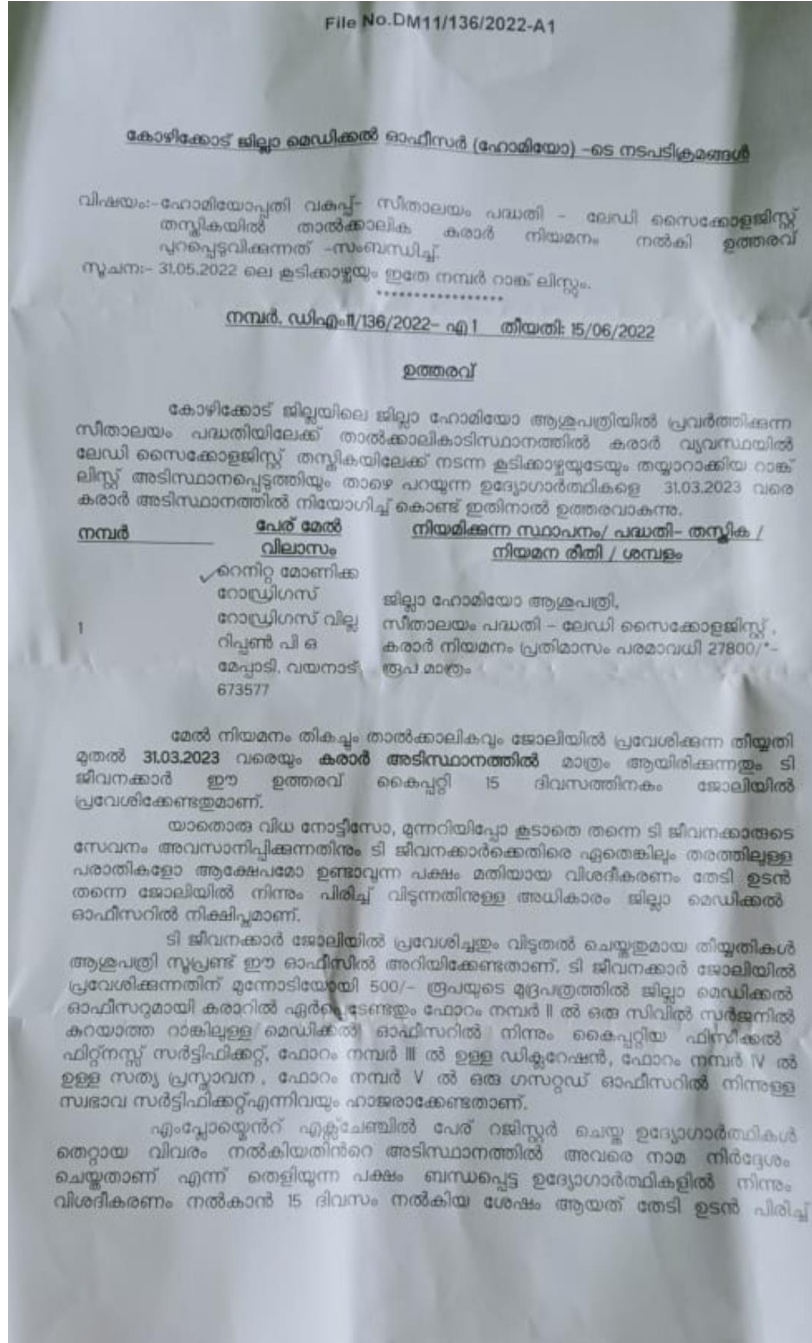 File No.DM11/136/2022-A1
കോഴിക്കോട് ജില്ലാ മെഡിക്കൽ ഓഫീസർ (ഹോമിയോ) -ടെ നടപടിക്രമങ്ങൾ
വിഷയം:-ഹോമിയോപ്പതി വകുപ്പ്- സീതാലയം പദ്ധതി - ലേഡി സൈക്കോളജിസ്റ്റ്
തസ്തികയിൽ താൽക്കാലിക കരാർ നിയമനം നൽകി ഉത്തരവ്
പുറപ്പെടുവിക്കുന്നത് -സംബന്ധിച്ച്.
സൂചന:- 31.05.2022 ലെ കൂടിക്കാഴ്ചയും ഇതേ നമ്പർ റാങ്ക് ലിസ്റ്റും.
*****************
നമ്പർ. ഡിഎം11/136/2022- എ1 തീയതി: 15/06/2022
ഉത്തരവ്
കോഴിക്കോട് ജില്ലയിലെ ജില്ലാ ഹോമിയോ ആശുപത്രിയിൽ പ്രവർത്തിക്കുന്ന
സീതാലയം പദ്ധതിയിലേക്ക് താൽക്കാലികാടിസ്ഥാനത്തിൽ കരാർ വ്യവസ്ഥയിൽ
ലേഡി സൈക്കോളജിസ്റ്റ് തസ്തികയിലേക്ക് നടന്ന കൂടിക്കാഴ്ചയുടേയും തയ്യാറാക്കിയ റാങ്ക്
ലിസ്റ്റ് അടിസ്ഥാനപ്പെടുത്തിയും താഴെ പറയുന്ന ഉദ്യോഗാർത്ഥികളെ 31.03.2023 വരെ
കരാർ അടിസ്ഥാനത്തിൽ നിയോഗിച്ച് കൊണ്ട് ഇതിനാൽ ഉത്തരവാകുന്നു.
നമ്പർ പേര് മേൽ നിയമിക്കുന്ന സ്ഥാപനം/ പദ്ധതി- തസ്തിക /
വിലാസം നിയമന രീതി / ശമ്പളം
റെനിറ്റ മോണിക്ക
റോഡ്രിഗസ് ജില്ലാ ഹോമിയോ ആശുപത്രി,
1 റോഡ്രിഗസ് വില്ല സീതാലയം പദ്ധതി - ലേഡി സൈക്കോളജിസ്റ്റ് ,
റിപ്പൺ പി ഒ കരാർ നിയമനം പ്രതിമാസം പരമാവധി 27800/*-
മേപ്പാടി, വയനാട് രൂപ മാത്രം
673577
മേൽ നിയമനം തികച്ചും താൽക്കാലികവും ജോലിയിൽ പ്രവേശിക്കുന്ന തീയ്യതി
മുതൽ 31.03.2023 വരെയും കരാർ അടിസ്ഥാനത്തിൽ മാത്രം ആയിരിക്കുന്നതും ടി
ജീവനക്കാർ ഈ ഉത്തരവ് കൈപ്പറ്റി 15 ദിവസത്തിനകം ജോലിയിൽ
പ്രവേശിക്കേണ്ടതുമാണ്.
യാതൊരു വിധ നോട്ടീസോ, മുന്നറിയിപ്പോ കൂടാതെ തന്നെ ടി ജീവനക്കാരുടെ
സേവനം അവസാനിപ്പിക്കുന്നതിനും ടി ജീവനക്കാർക്കെതിരെ ഏതെങ്കിലും തരത്തിലുള്ള
പരാതികളോ ആക്ഷേപമോ ഉണ്ടാവുന്ന പക്ഷം മതിയായ വിശദീകരണം തേടി ഉടൻ
തന്നെ ജോലിയിൽ നിന്നും പിരിച്ച് വിടുന്നതിനുള്ള അധികാരം ജില്ലാ മെഡിക്കൽ
ഓഫീസറിൽ നിക്ഷിപ്തമാണ്.
ടി ജീവനക്കാർ ജോലിയിൽ പ്രവേശിച്ചതും വിടുതൽ ചെയ്തതുമായ തിയ്യതികൾ
ആശുപത്രി സൂപ്രണ്ട് ഈ ഓഫീസിൽ അറിയിക്കേണ്ടതാണ്. ടി ജീവനക്കാർ ജോലിയിൽ
പ്രവേശിക്കുന്നതിന് മുന്നോടിയായി 500/- രൂപയുടെ മുദ്രപത്രത്തിൽ ജില്ലാ മെഡിക്കൽ
ഓഫീസറുമായി കരാറിൽ ഏർപ്പെടേണ്ടതും ഫോറം നമ്പർ II ൽ ഒരു സിവിൽ സർജനിൽ
കുറയാത്ത റാങ്കിലുള്ള മെഡിക്കൽ ഓഫീസറിൽ നിന്നും കൈപ്പറ്റിയ ഫിസിക്കൽ
ഫിറ്റ്നസ്സ് സർട്ടിഫിക്കറ്റ്, ഫോറം നമ്പർ III ൽ ഉള്ള ഡിക്ലറേഷൻ, ഫോറം നമ്പർ IV ൽ
ഉള്ള സത്യ പ്രസ്താവന , ഫോറം നമ്പർ V ൽ ഒരു ഗസറ്റഡ് ഓഫീസറിൽ നിന്നുള്ള
സ്വഭാവ സർട്ടിഫിക്കറ്റ്എന്നിവയും ഹാജരാക്കേണ്ടതാണ്.
എംപ്ലോയ്മെൻറ് എക്സ്ചേഞ്ചിൽ പേര് റജിസ്റ്റർ ചെയ്ത ഉദ്യോഗാർത്ഥികൾ
തെറ്റായ വിവരം നൽകിയതിൻറെ അടിസ്ഥാനത്തിൽ അവരെ നാമ നിർദ്ദേശം
ചെയ്തതാണ് എന്ന് തെളിയുന്ന പക്ഷം ബന്ധപ്പെട്ട ഉദ്യോഗാർത്ഥികളിൽ നിന്നും
വിശദീകരണം നൽകാൻ 15 ദിവസം നൽകിയ ശേഷം ആയത് തേടി ഉടൻ പിരിച്ച്